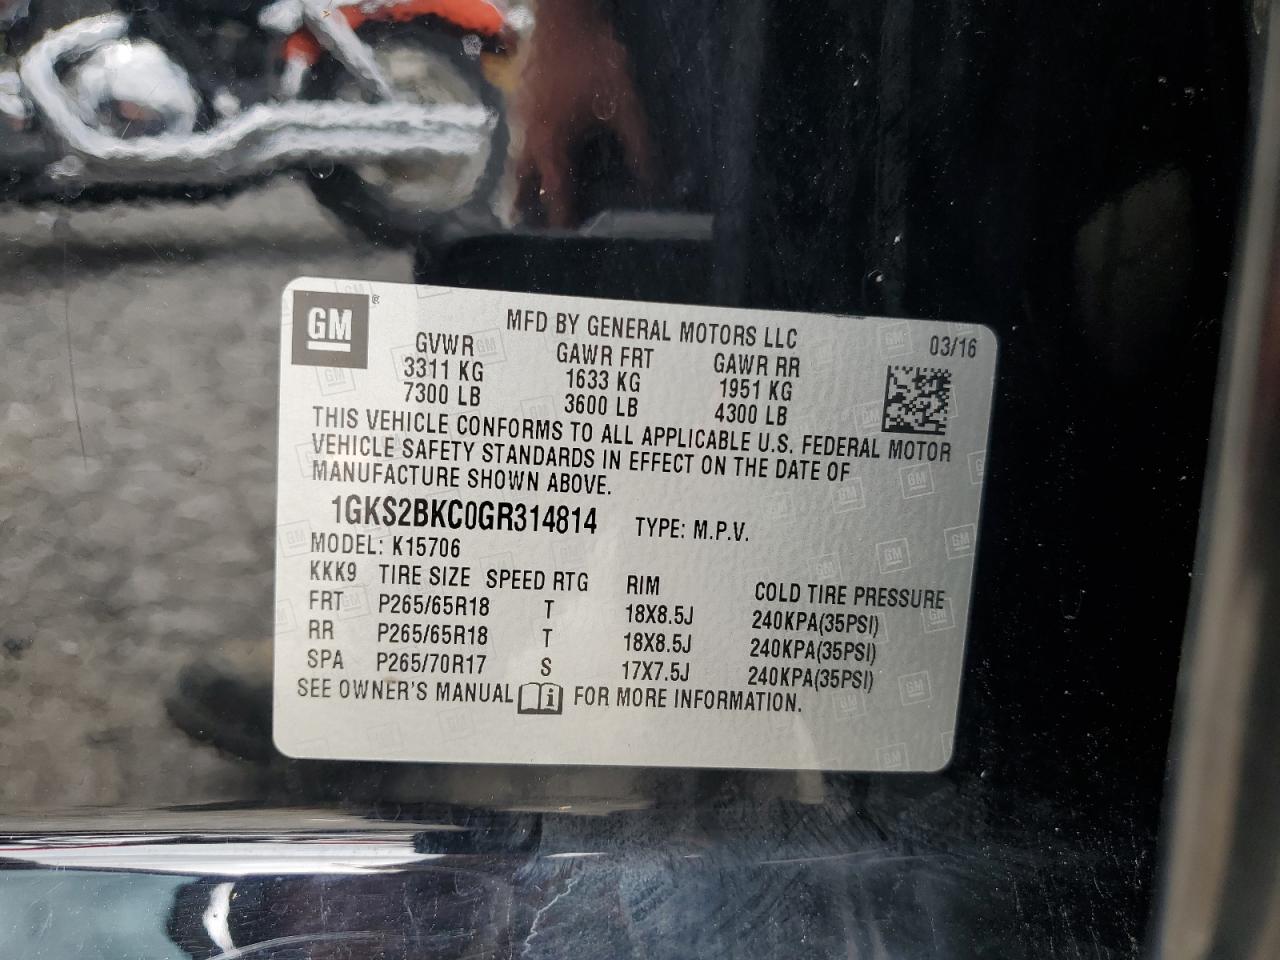 GM ®
MFD BY GENERAL MOTORS LLC
03/16
GVWR GAWR FRT GAWR RR
3311 KG 1633 KG 1951 KG
7300 LB 3600 LB 4300 LB
THIS VEHICLE CONFORMS TO ALL APPLICABLE U.S. FEDERAL MOTOR
VEHICLE SAFETY STANDARDS IN EFFECT ON THE DATE OF
MANUFACTURE SHOWN ABOVE.
1GKS2BKC0GR314814 TYPE: M.P.V.
MODEL: K15706
KKK9 TIRE SIZE SPEED RTG RIM COLD TIRE PRESSURE
FRT P265/65R18 T 18X8.5J 240KPA(35PSI)
RR P265/65R18 T 18X8.5J 240KPA(35PSI)
SPA P265/70R17 S 17X7.5J 240KPA(35PSI)
SEE OWNER'S MANUAL i FOR MORE INFORMATION.